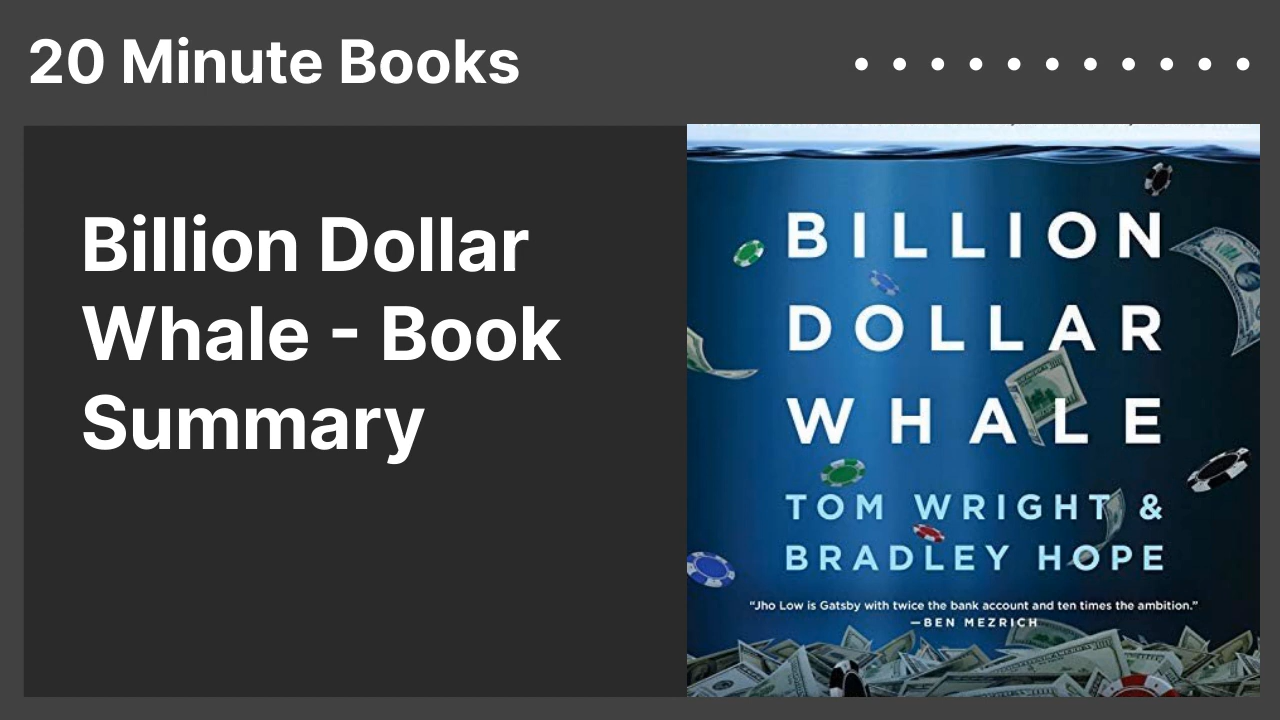 20 Minute Books
Billion Dollar
Whale - Book
Summary
BILLION
DOLLAR
WHALE
TOM WRIGHT &
BRADLEY HOPE
“Jho Low is Gatsby with twice the bank account and ten times the ambition.”
—BEN MEZRICH